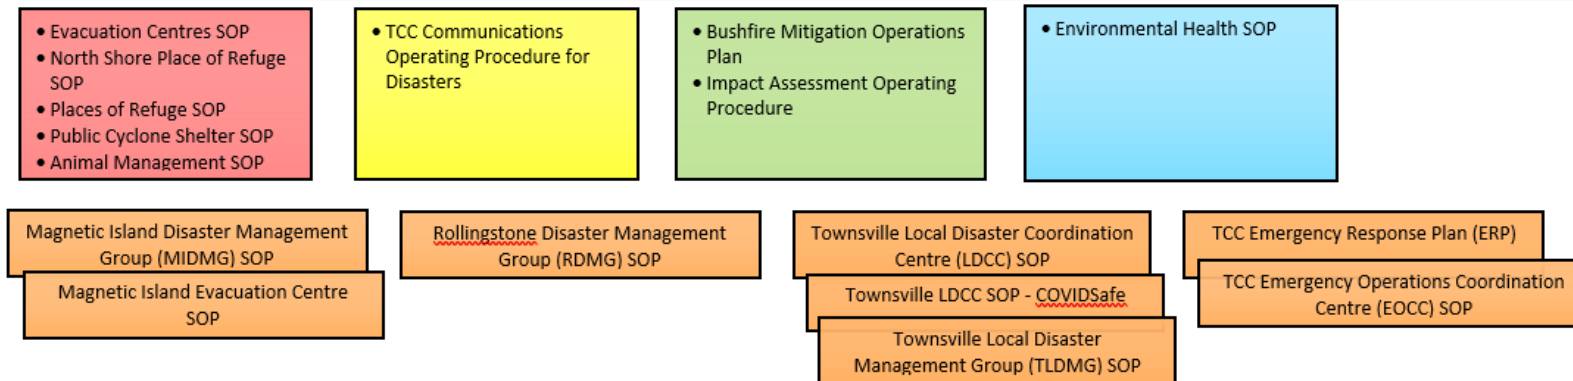 • Evacuation Centres SOP
• North Shore Place of Refuge
SOP
• Places of Refuge SOP
• Public Cyclone Shelter SOP
• Animal Management SOP
• TCC Communications
Operating Procedure for
Disasters
• Bushfire Mitigation Operations
Plan
• Impact Assessment Operating
Procedure
• Environmental Health SOP
Magnetic Island Disaster Management
Group (MIDMG) SOP
Magnetic Island Evacuation Centre
SOP
Rollingstone Disaster Management
Group (RDMG) SOP
Townsville Local Disaster Coordination
Centre (LDCC) SOP
Townsville LDCC SOP - COVIDSafe
Townsville Local Disaster
Management Group (TLDMG) SOP
TCC Emergency Response Plan (ERP)
TCC Emergency Operations Coordination
Centre (EOCC) SOP